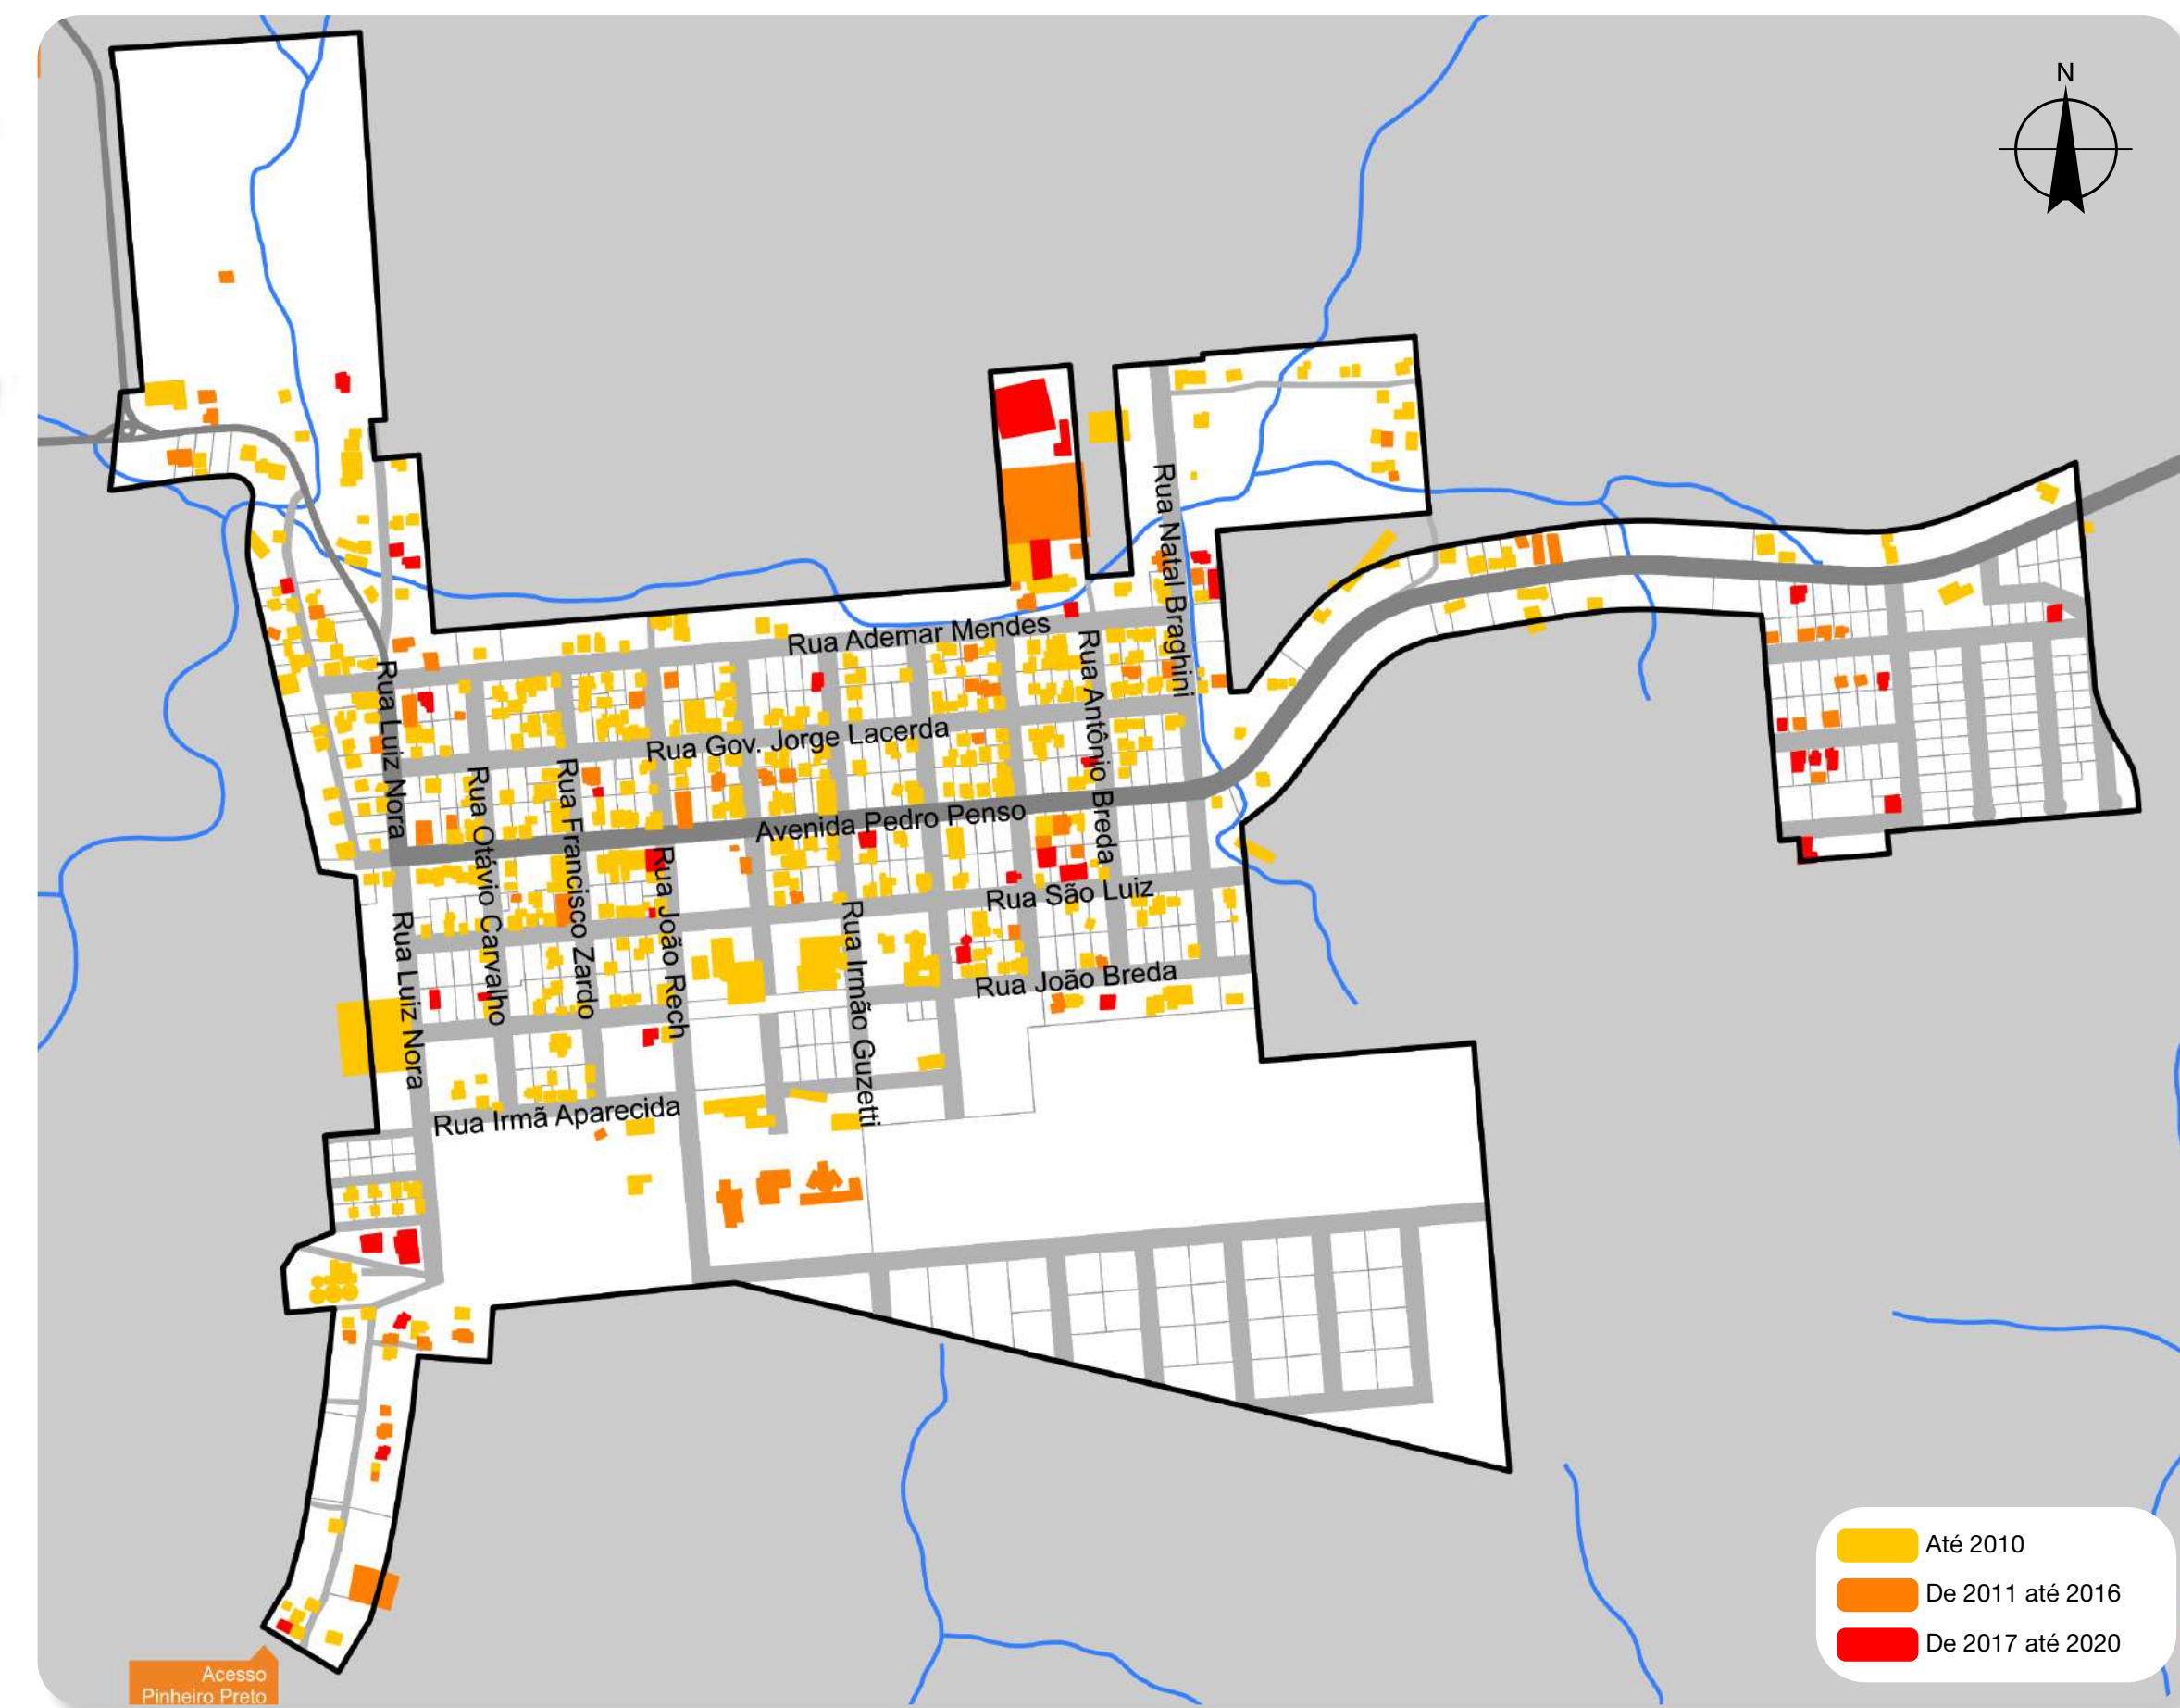 N
Rua Natal Braghini
Rua Ademar Mendes
Rua Antônio Breda
Rua Luiz Nora
Rua Gov. Jorge Lacerda
Rua Otávio Carvalho
Rua Francisco Zardo
Avenida Pedro Penso
Rua João Rech
Rua São Luiz
Rua Irmão Guzetti
Rua Luiz Nora
Rua João Breda
Rua Irmã Aparecida
Até 2010
De 2011 até 2016
De 2017 até 2020
Acesso
Pinheiro Preto